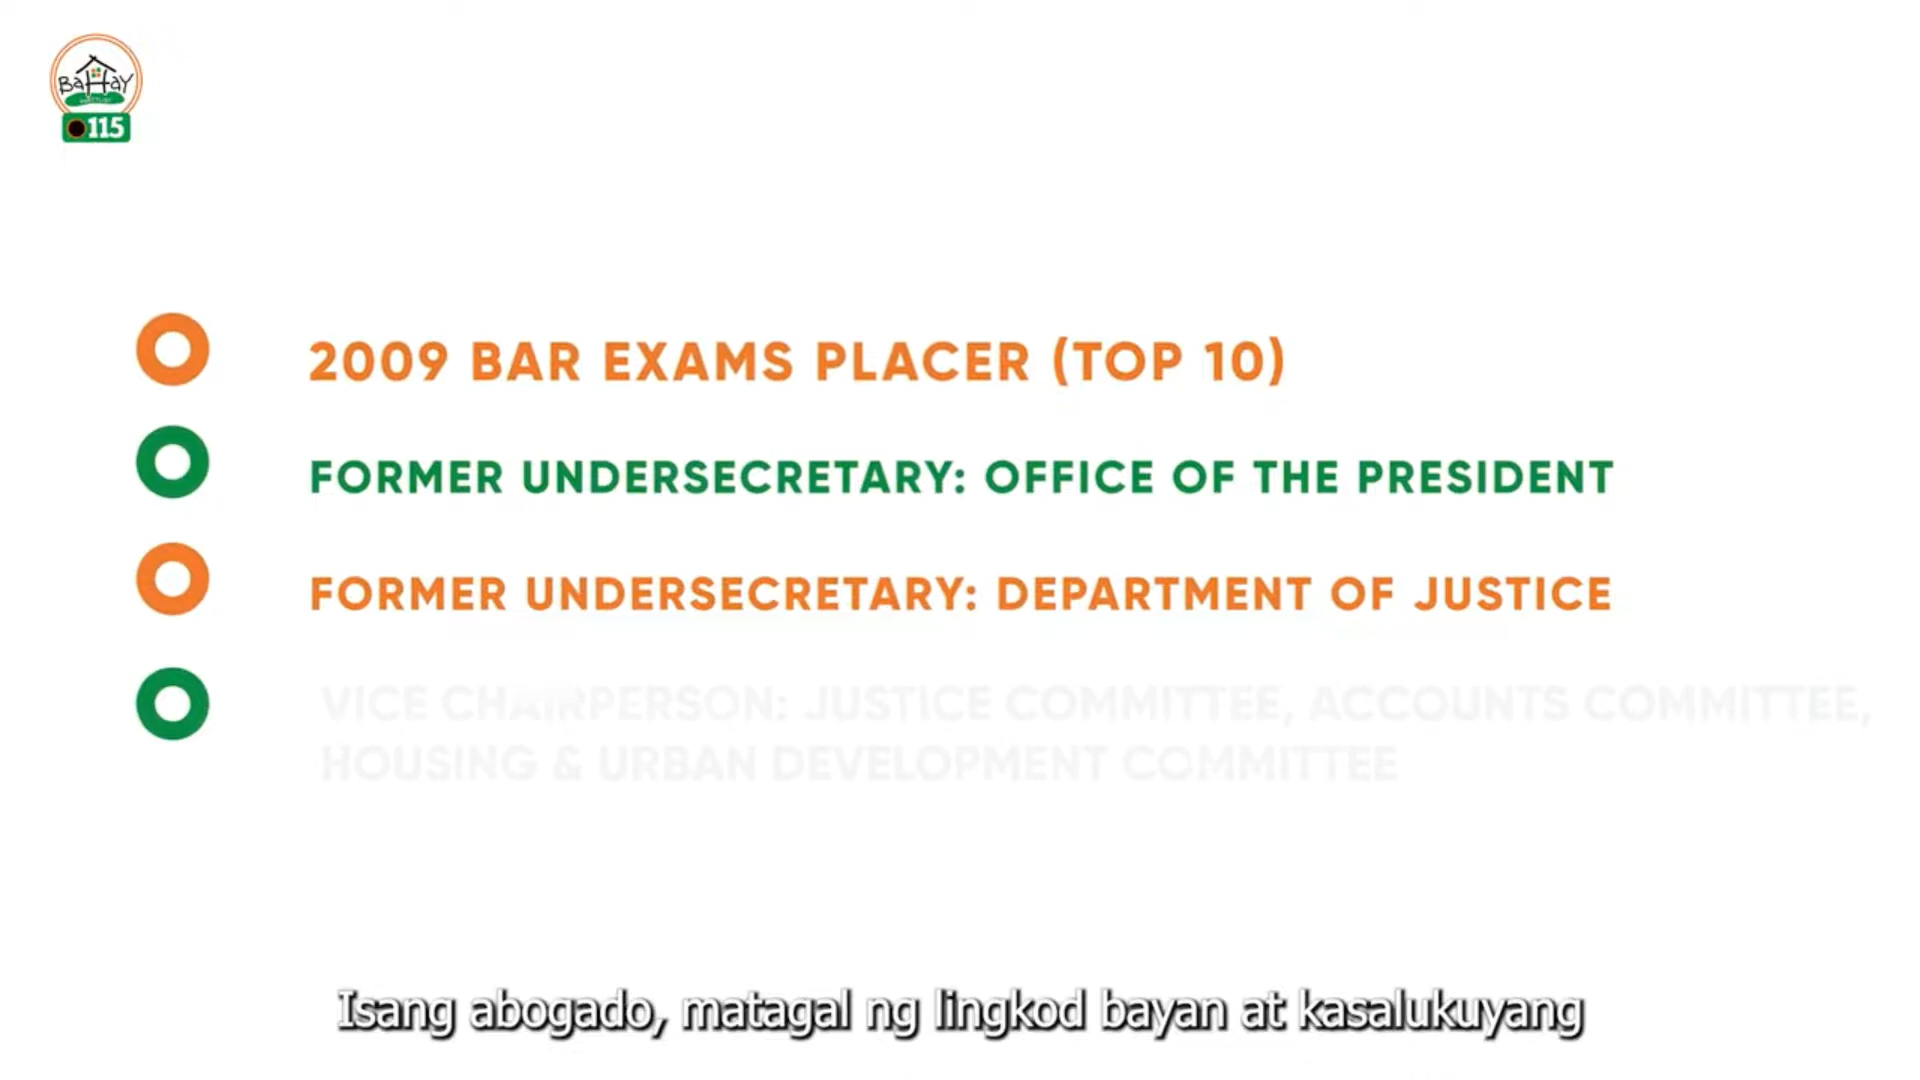 BaHaY
115
2009 BAR EXAMS PLACER (TOP 10)
FORMER UNDERSECRETARY: OFFICE OF THE PRESIDENT
FORMER UNDERSECRETARY: DEPARTMENT OF JUSTICE
VICE CHAIRPERSON: JUSTICE COMMITTEE, ACCOUNTS COMMITTEE,
HOUSING & URBAN DEVELOPMENT COMMITTEE
Isang abogado, matagal ng lingkod bayan at kasalukuyang